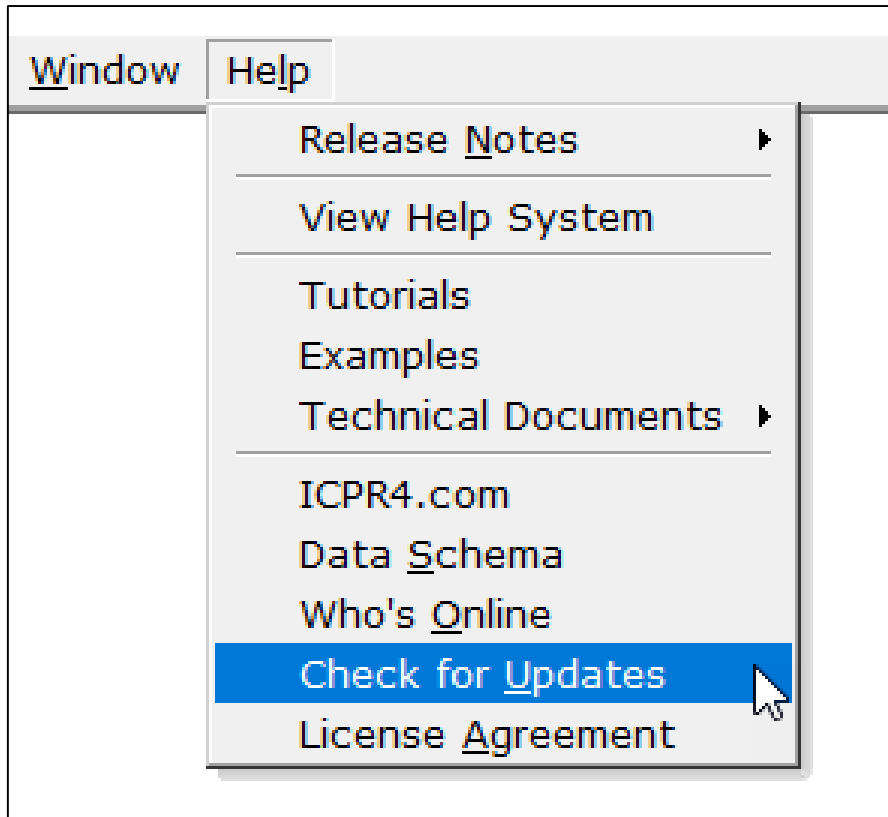 Window Help
Release Notes
View Help System
Tutorials
Examples
Technical Documents
ICPR4.com
Data Schema
Who's Online
Check for Updates
License Agreement